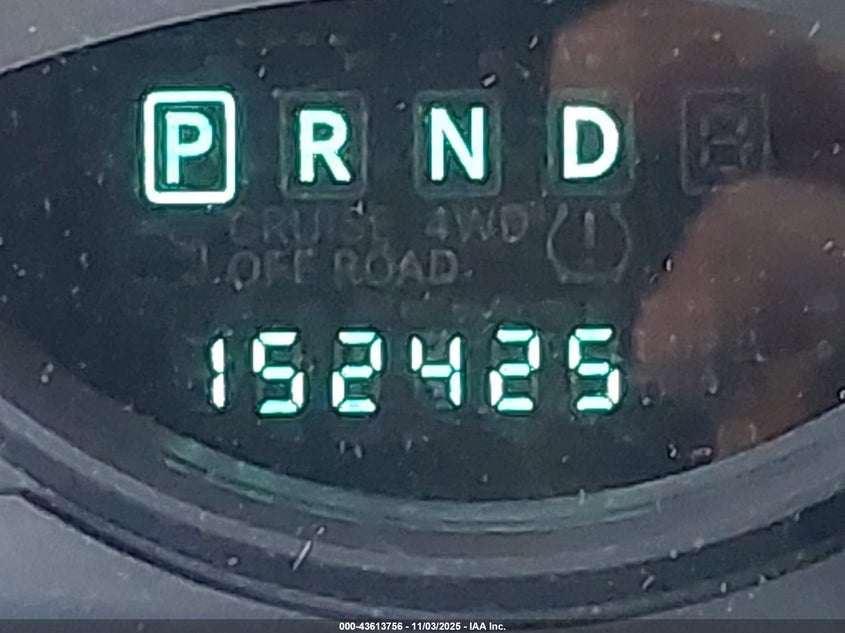 P R N D
CRUISE 4WD
OFF ROAD
152425
000-43613756 - 11/03/2025 - IAA Inc.